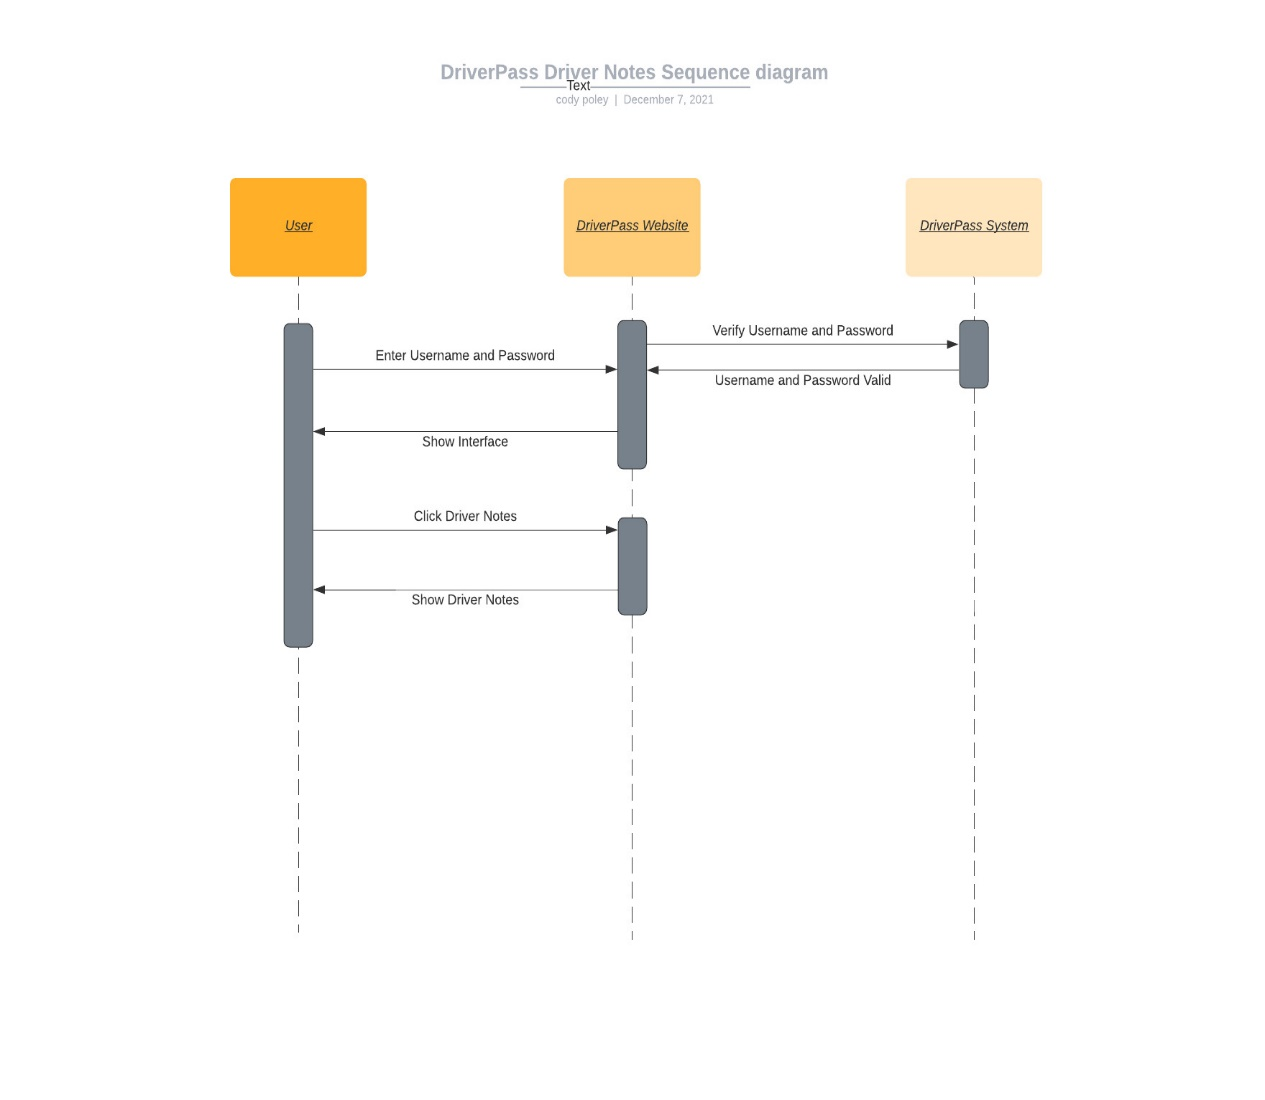 DriverPass Driver Notes Sequence diagram
Text
cody poley | December 7, 2021
User
DriverPass Website
DriverPass System
Verify Username and Password
Enter Username and Password
Username and Password Valid
Show Interface
Click Driver Notes
Show Driver Notes